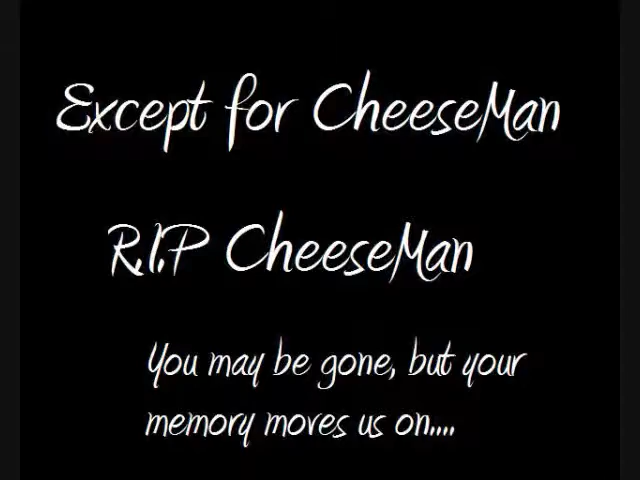 Except for CheeseMan
R.I.P CheeseMan
You may be gone, but your
memory moves us on....